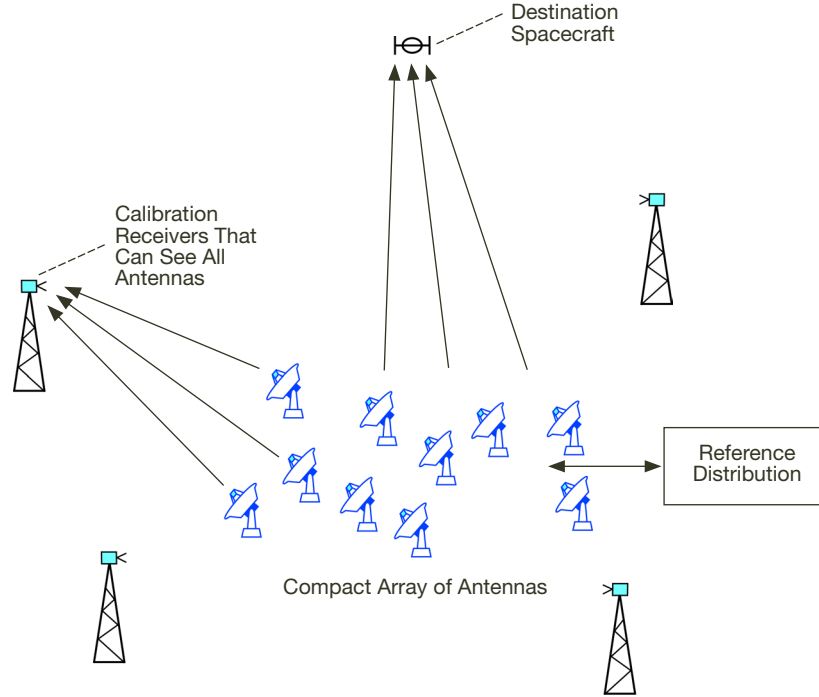 Destination
Spacecraft
Calibration
Receivers That
Can See All
Antennas
Reference
Distribution
Compact Array of Antennas